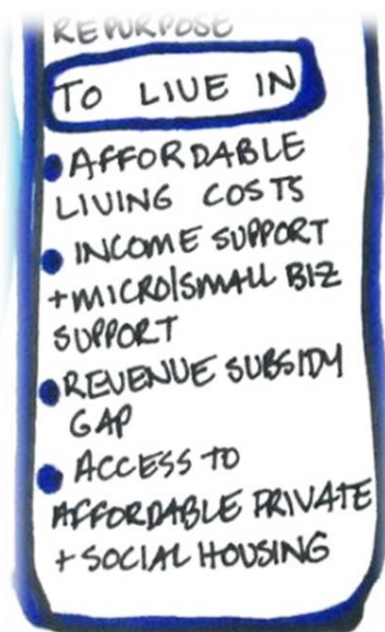 REPURPOSE
TO LIVE IN
• AFFORDABLE
LIVING COSTS
• INCOME SUPPORT
+MICRO/SMALL BIZ
SUPPORT
• REVENUE SUBSIDY
GAP
• ACCESS TO
AFFORDABLE PRIVATE
+ SOCIAL HOUSING